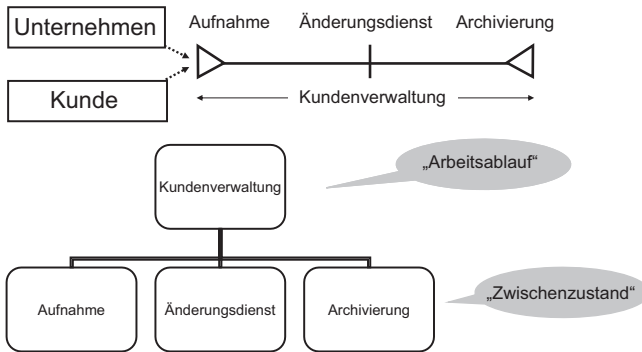 Unternehmen
Kunde
Aufnahme Änderungsdienst Archivierung
Kundenverwaltung
Kundenverwaltung
„Arbeitsablauf“
Aufnahme
Änderungsdienst
Archivierung
„Zwischenzustand“